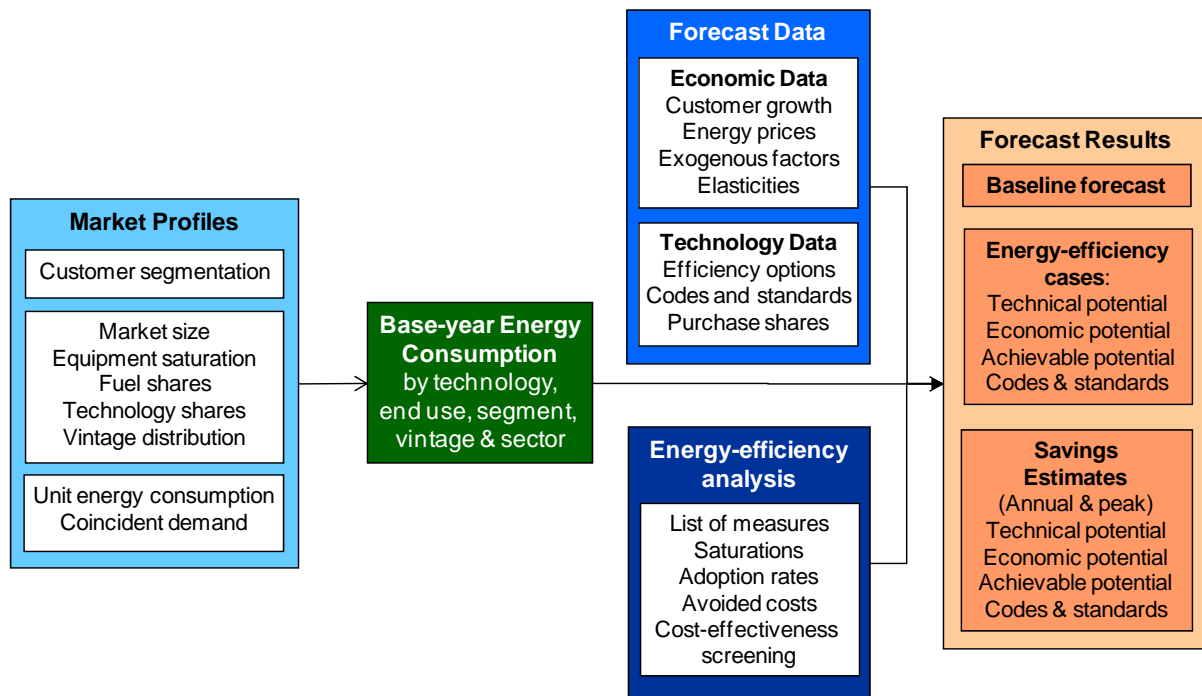 Market Profiles
Customer segmentation
Market size
Equipment saturation
Fuel shares
Technology shares
Vintage distribution
Unit energy consumption
Coincident demand
Base-year Energy
Consumption
by technology,
end use, segment,
vintage & sector
Forecast Data
Economic Data
Customer growth
Energy prices
Exogenous factors
Elasticities
Technology Data
Efficiency options
Codes and standards
Purchase shares
Energy-efficiency
analysis
List of measures
Saturations
Adoption rates
Avoided costs
Cost-effectiveness
screening
Forecast Results
Baseline forecast
Energy-efficiency
cases:
Technical potential
Economic potential
Achievable potential
Codes & standards
Savings
Estimates
(Annual & peak)
Technical potential
Economic potential
Achievable potential
Codes & standards